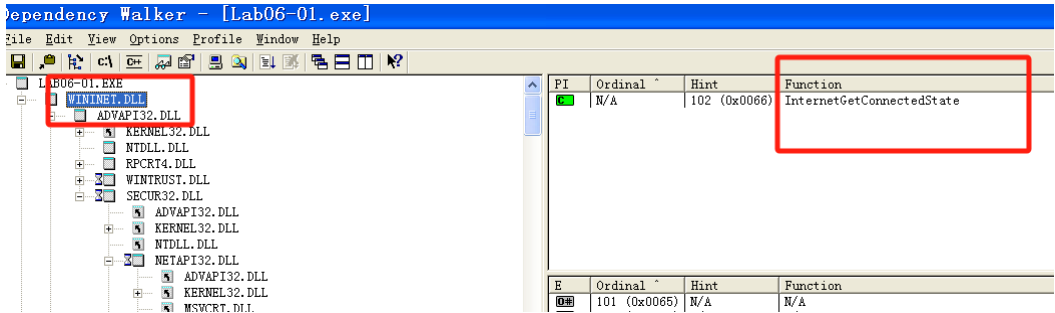 Dependency Walker - [Lab06-01.exe]
File Edit View Options Profile Window Help
c:\ C++
LAB06-01.EXE
WININET.DLL
ADVAPI32.DLL
KERNEL32.DLL
NTDLL.DLL
RPCRT4.DLL
WINTRUST.DLL
SECUR32.DLL
ADVAPI32.DLL
KERNEL32.DLL
NTDLL.DLL
NETAPI32.DLL
ADVAPI32.DLL
KERNEL32.DLL
MSVCRT.DLL
PI Ordinal ^ Hint Function
C N/A 102 (0x0066) InternetGetConnectedState
E Ordinal ^ Hint Function
O# 101 (0x0065) N/A N/A